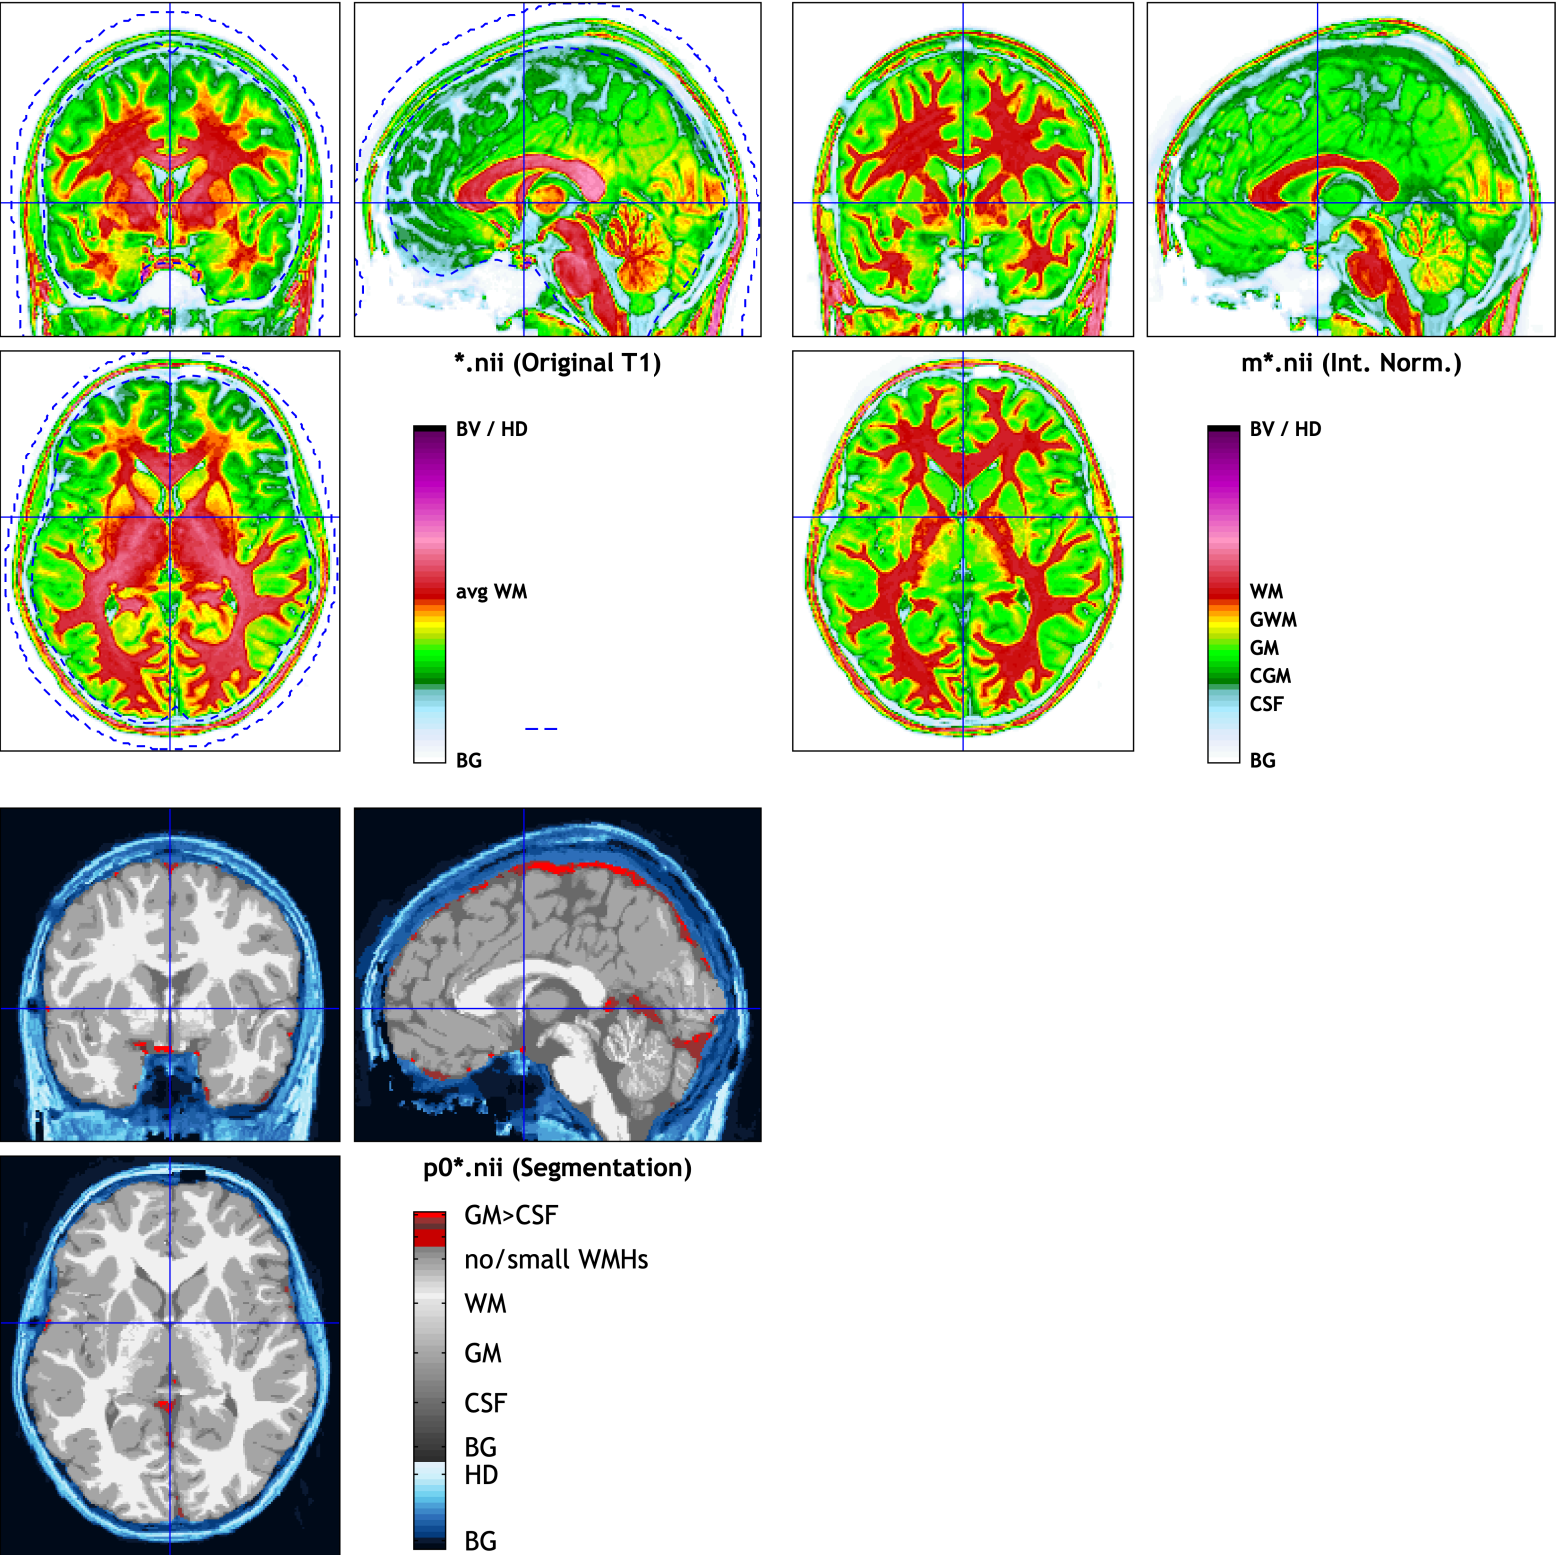 *.nii (Original T1)
BV / HD
avg WM
BG
m*.nii (Int. Norm.)
BV / HD
WM
GWM
GM
CGM
CSF
BG
p0*.nii (Segmentation)
GM>CSF
no/small WMHs
WM
GM
CSF
BG
HD
BG